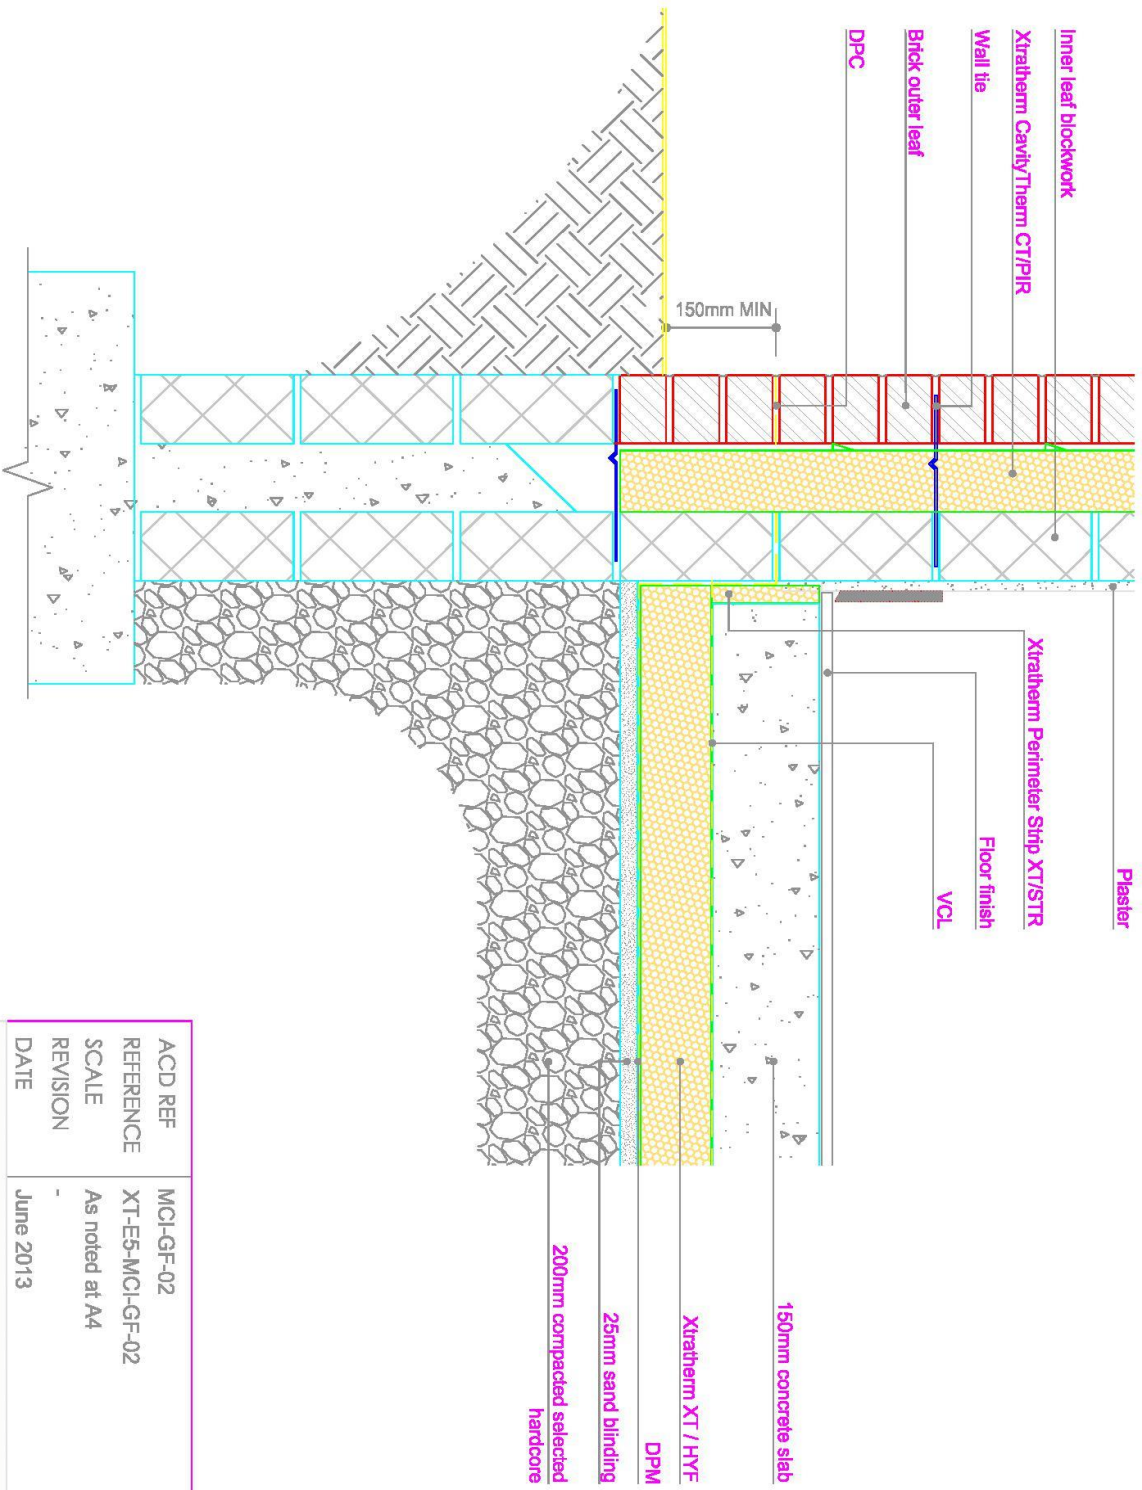 Inner leaf blockwork
Xtratherm CavityTherm CT/PIR
Wall tie
Brick outer leaf
DPC
150mm MIN
Plaster
Xtratherm Perimeter Strip XT/STR
Floor finish
VCL
150mm concrete slab
Xtratherm XT / HYF
DPM
25mm sand blinding
200mm compacted selected
hardcore
ACD REF MCI-GF-02
REFERENCE XT-E5-MCI-GF-02
SCALE As noted at A4
REVISION -
DATE June 2013